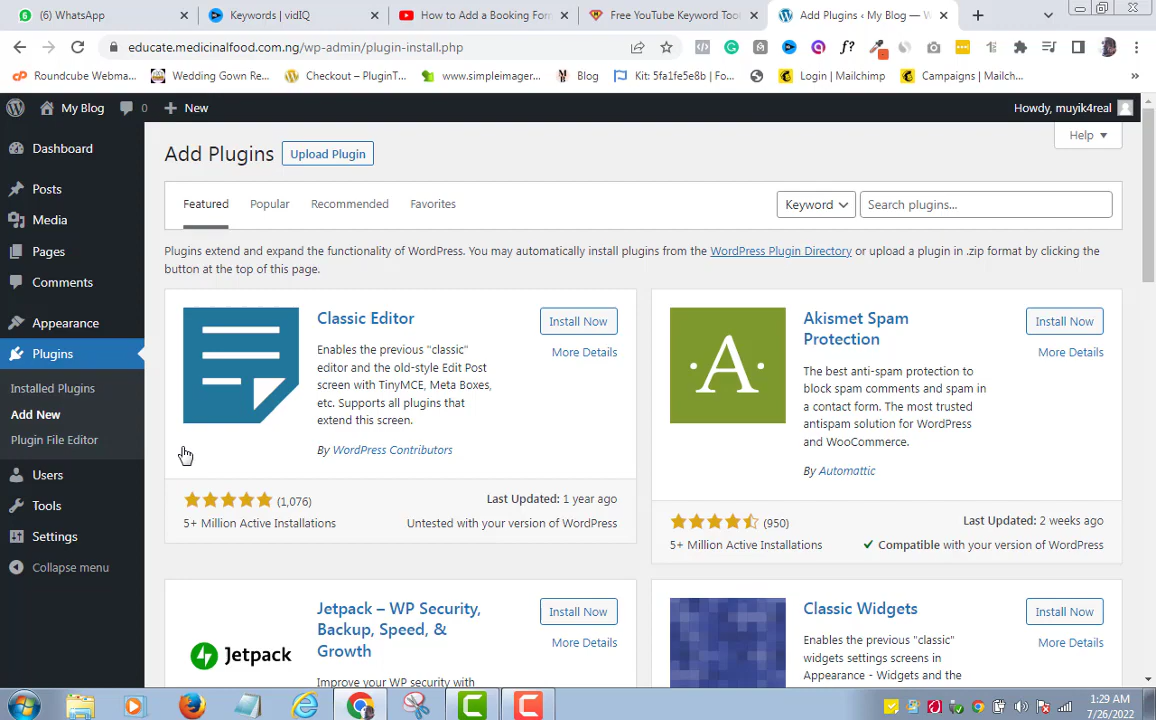 (1) WhatsApp
Keywords | vidIQ
How to Add a Booking For
Free YouTube Keyword Too
Add Plugins ‹ My Blog —
educate.medicinalfood.com.ng/wp-admin/plugin-install.php
Roundcube Webma...
Wedding Gown Re...
Checkout – PluginT...
www.simpleimager...
Blog
Kit: 5fa1fe5e8b | Fo...
Login | Mailchimp
Campaigns | Mailch...
My Blog
0
New
Howdy, muyik4real
Dashboard
Posts
Media
Pages
Comments
Appearance
Plugins
Installed Plugins
Add New
Plugin File Editor
Users
Tools
Settings
Collapse menu
Help
Add Plugins
Upload Plugin
Featured
Popular
Recommended
Favorites
Keyword
Search plugins...
Plugins extend and expand the functionality of WordPress. You may automatically install plugins from the WordPress Plugin Directory or upload a plugin in .zip format by clicking the
button at the top of this page.
Classic Editor
Install Now
More Details
Enables the previous "classic"
editor and the old-style Edit Post
screen with TinyMCE, Meta Boxes,
etc. Supports all plugins that
extend this screen.
By WordPress Contributors
(1,076)
Last Updated: 1 year ago
5+ Million Active Installations
Untested with your version of WordPress
Akismet Spam
Protection
Install Now
More Details
The best anti-spam protection to
block spam comments and spam in
a contact form. The most trusted
antispam solution for WordPress
and WooCommerce.
By Automattic
(950)
Last Updated: 2 weeks ago
5+ Million Active Installations
Compatible with your version of WordPress
Jetpack
Jetpack – WP Security,
Backup, Speed, &
Growth
Install Now
More Details
Improve your WP security with
Classic Widgets
Install Now
More Details
Enables the previous "classic"
widgets settings screens in
Appearance - Widgets and the
1:29 AM
7/26/2022